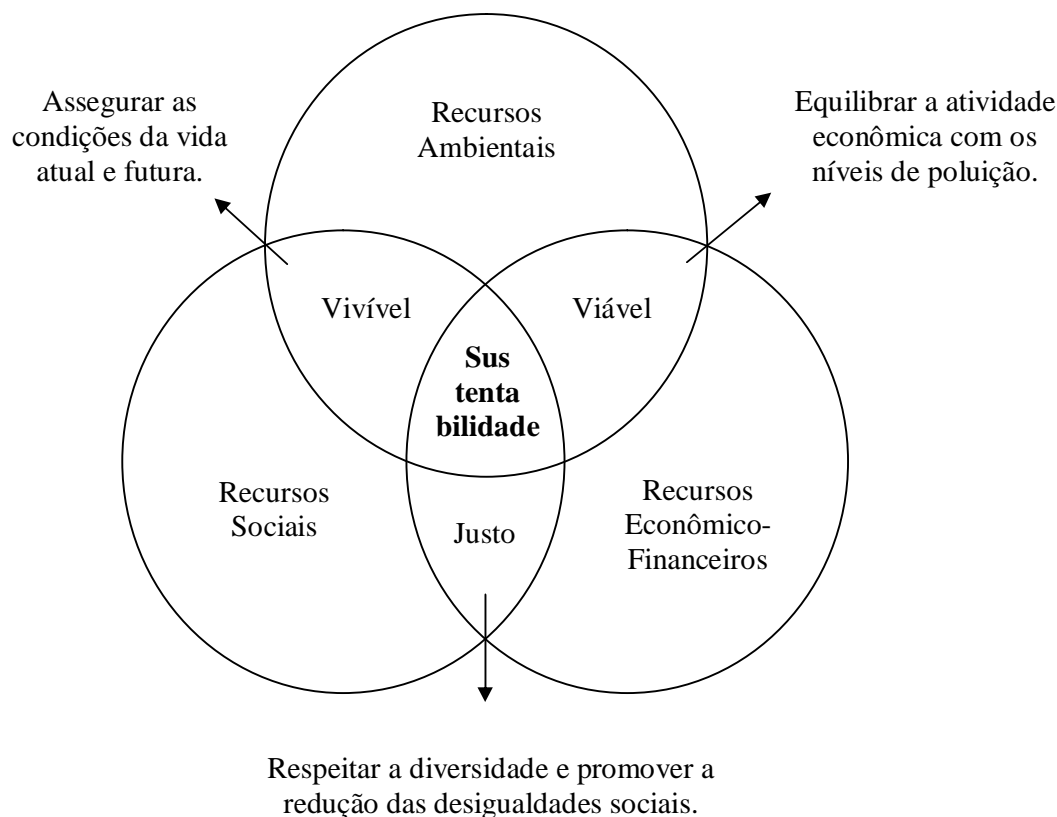 Recursos
Ambientais
Assegurar as
condições da vida
atual e futura.
Equilibrar a atividade
econômica com os
níveis de poluição.
Vivível
Viável
Sus
tenta
bilidade
Recursos
Sociais
Justo
Recursos
Econômico-
Financeiros
Respeitar a diversidade e promover a
redução das desigualdades sociais.